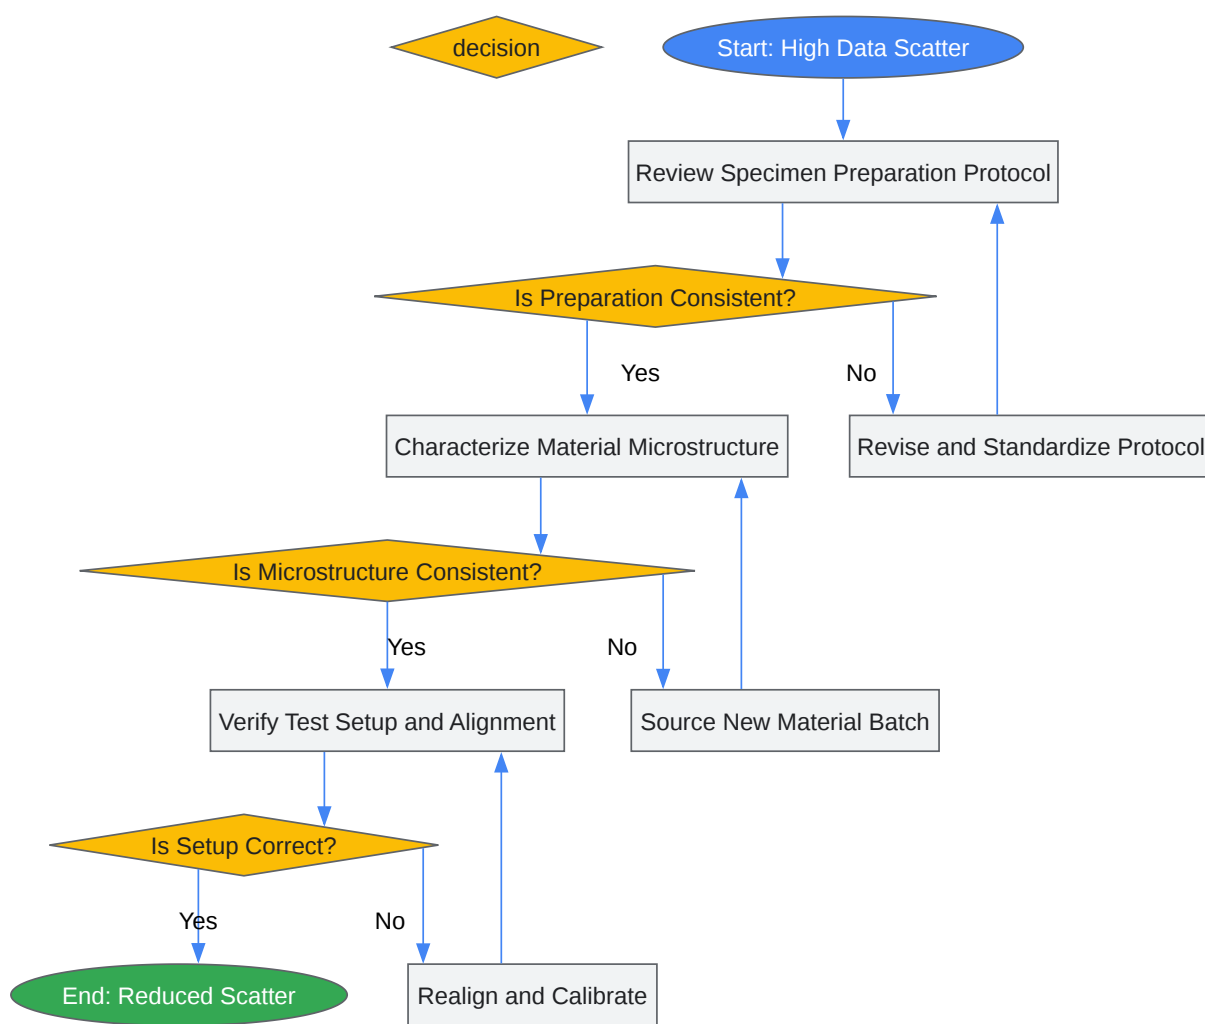 decision
Start: High Data Scatter
Review Specimen Preparation Protocol
Is Preparation Consistent?
Yes
No
Characterize Material Microstructure
Revise and Standardize Protocol
Is Microstructure Consistent?
Yes
No
Verify Test Setup and Alignment
Source New Material Batch
Is Setup Correct?
Yes
No
End: Reduced Scatter
Realign and Calibrate